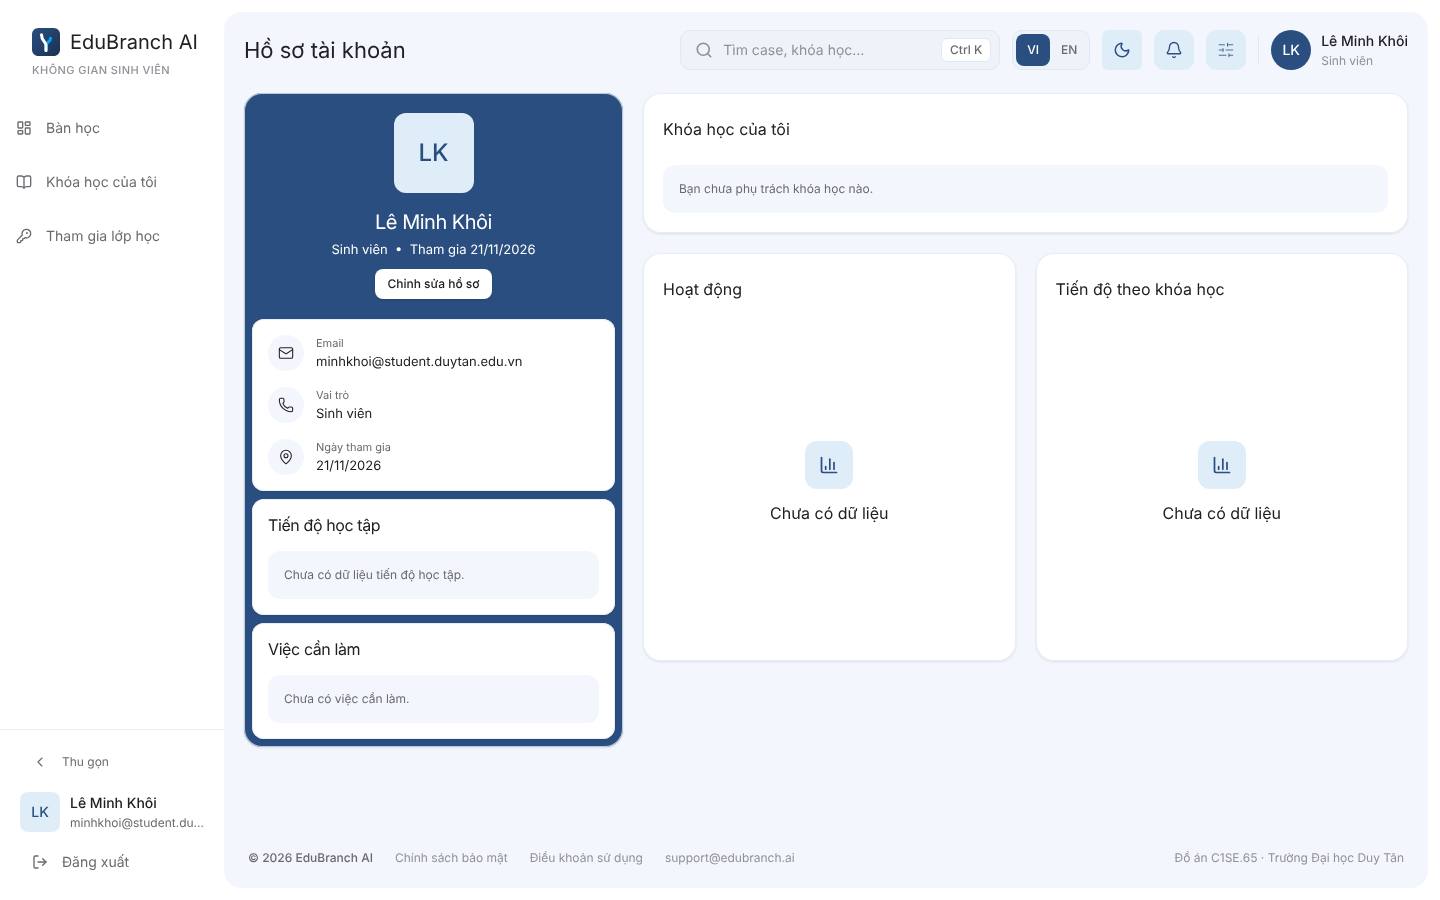 EduBranch AI
KHÔNG GIAN SINH VIÊN
Bàn học
Khóa học của tôi
Tham gia lớp học
Thu gọn
LK
Lê Minh Khôi
minhkhoi@student.du...
Đăng xuất
Hồ sơ tài khoản
Tìm case, khóa học...
Ctrl K
VI
EN
LK
Lê Minh Khôi
Sinh viên
LK
Lê Minh Khôi
Sinh viên • Tham gia 21/11/2026
Chỉnh sửa hồ sơ
Email
minhkhoi@student.duytan.edu.vn
Vai trò
Sinh viên
Ngày tham gia
21/11/2026
Tiến độ học tập
Chưa có dữ liệu tiến độ học tập.
Việc cần làm
Chưa có việc cần làm.
Khóa học của tôi
Bạn chưa phụ trách khóa học nào.
Hoạt động
Chưa có dữ liệu
Tiến độ theo khóa học
Chưa có dữ liệu
© 2026 EduBranch AI
Chính sách bảo mật
Điều khoản sử dụng
support@edubranch.ai
Đồ án C1SE.65 · Trường Đại học Duy Tân